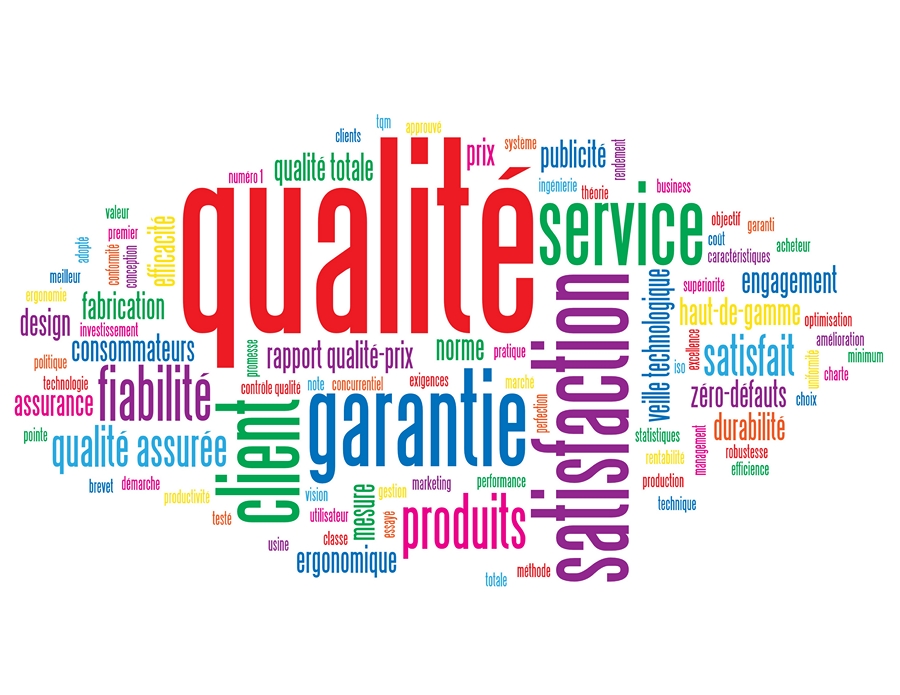 tqm
approuvé
clients
système
numéro 1
qualité totale
prix
publicité
rendement
qualité
ingénierie
théorie
business
valeur
premier
efficacité
service
objectif
garanti
coût
acheteur
caractéristiques
adopté
conformité
conception
meilleur
ergonomie
fabrication
supériorité
engagement
design
investissement
veille technologique
haut-de-gamme
optimisation
satisfaction
politique
consommateurs
promesse
rapport qualité-prix
norme
pratique
iso
excellence
satisfait
uniformité
amélioration
minimum
technologie
fiabilité
contrôle qualité
note
concurrentiel
exigences
marche
charte
assurance
zéro-défauts
choix
client
garantie
perfection
pointe
qualité assurée
statistiques
management
durabilité
rentabilité
robustesse
efficience
brevet
démarche
productivité
vision
mesure
gestion
marketing
performance
production
technique
testé
utilisateur
essaye
produits
usine
classe
ergonomique
totale
méthode